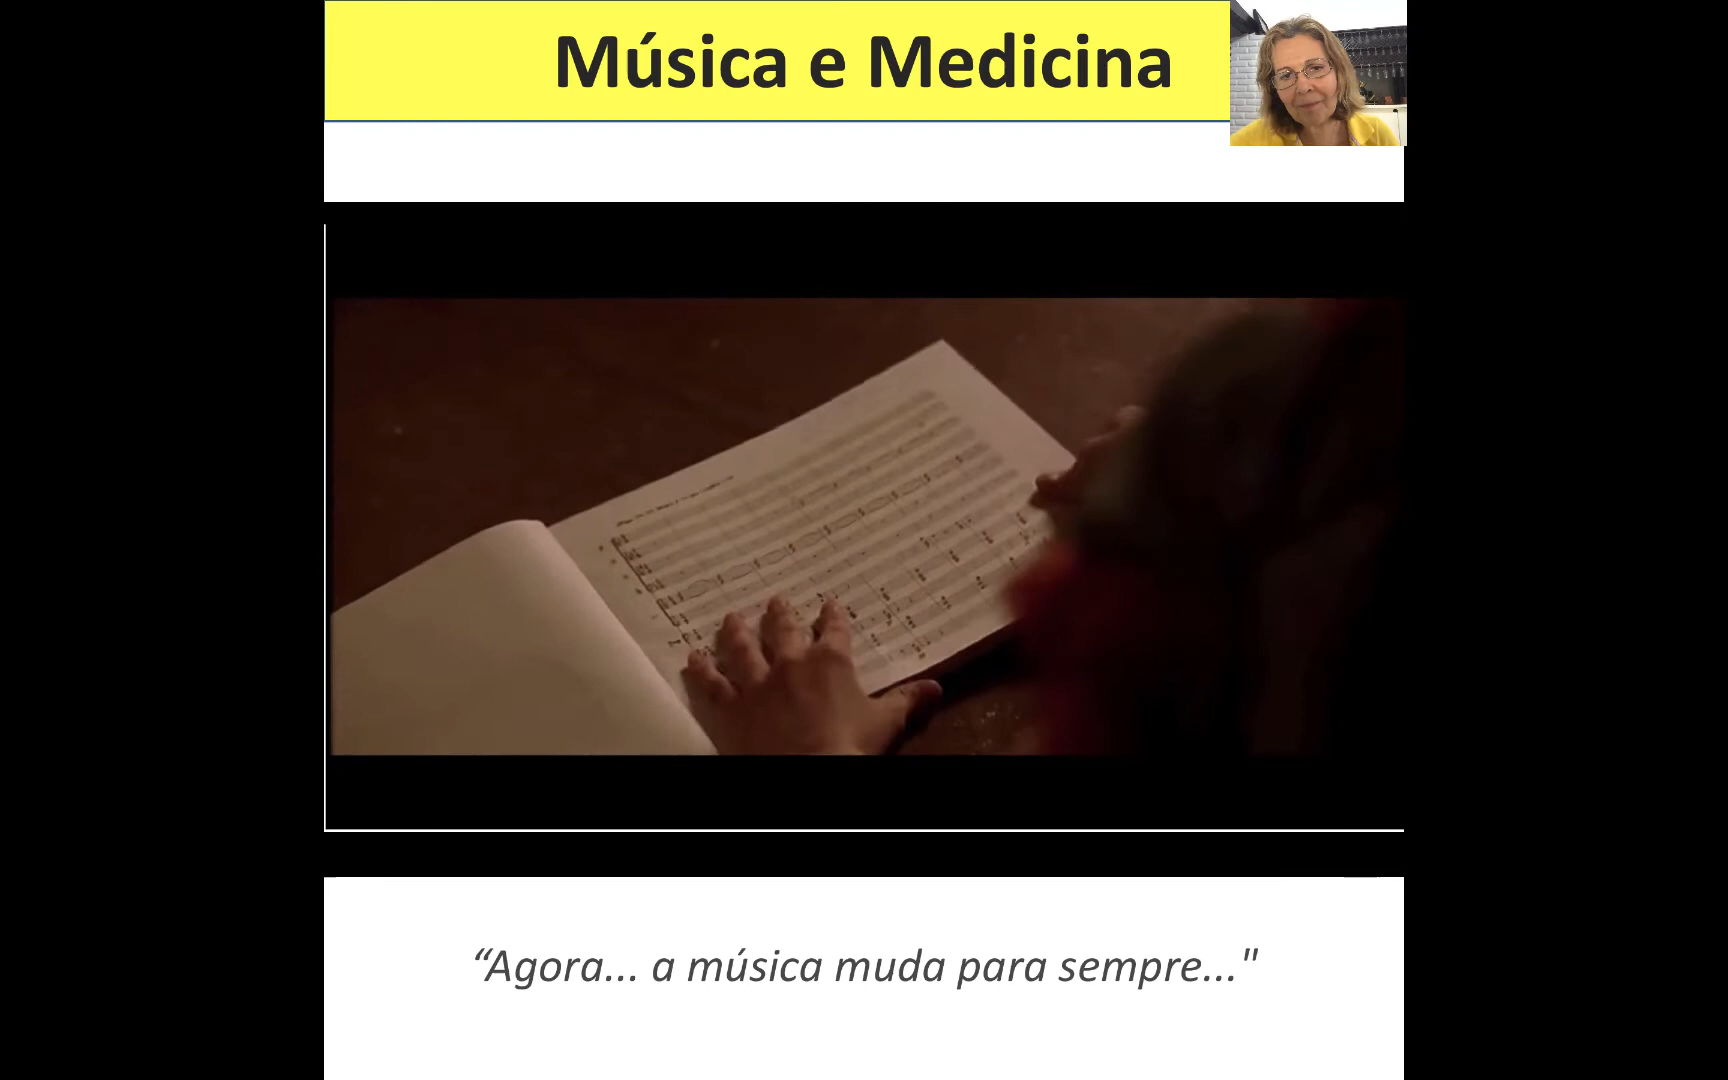 Música e Medicina
“Agora... a música muda para sempre..."